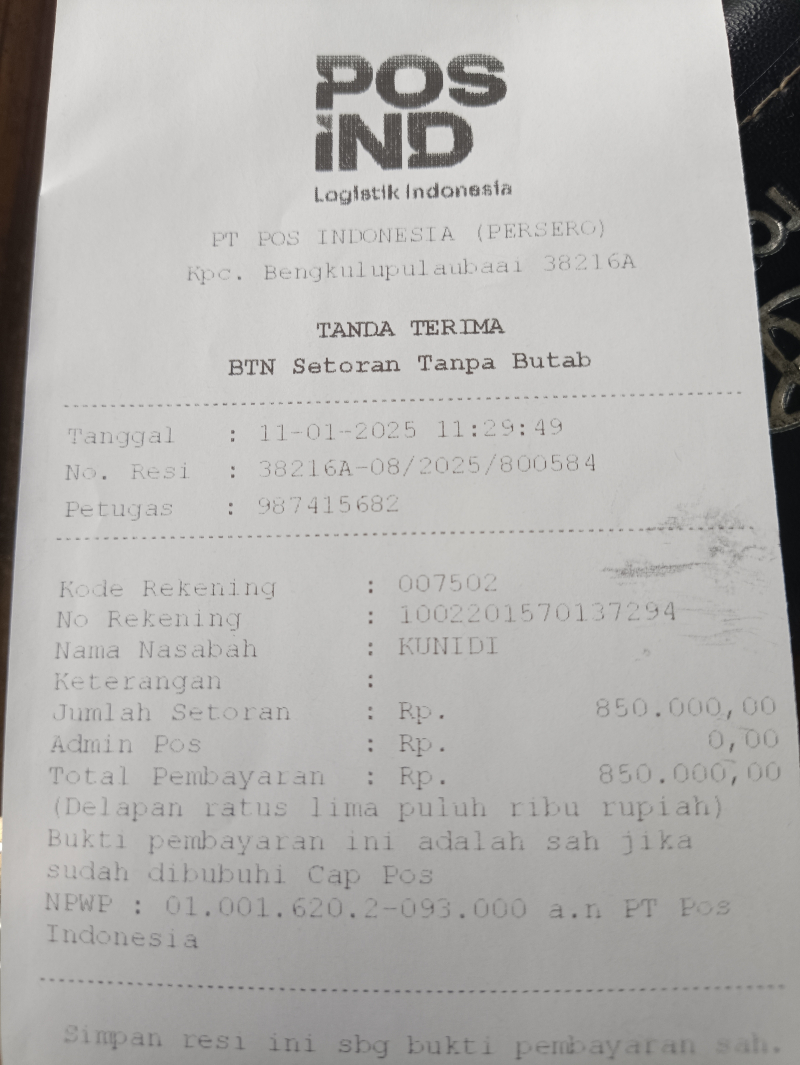 POS
IND
Logistik Indonesia
PT POS INDONESIA (PERSERO)
Kpc. Bengkulupulaubaai 38216A
TANDA TERIMA
BTN Setoran Tanpa Butab
Tanggal : 11-01-2025 11:29:49
No. Resi : 38216A-08/2025/800584
Petugas : 987415682
Kode Rekening : 007502
No Rekening : 1002201570137294
Nama Nasabah : KUNIDI
Keterangan :
Jumlah Setoran : Rp. 850.000,00
Admin Pos : Rp. 0,00
Total Pembayaran : Rp. 850.000,00
(Delapan ratus lima puluh ribu rupiah)
Bukti pembayaran ini adalah sah jika
sudah dibubuhi Cap Pos
NPWP : 01.001.620.2-093.000 a.n PT Pos
Indonesia
Simpan resi ini sbg bukti pembayaran sah.